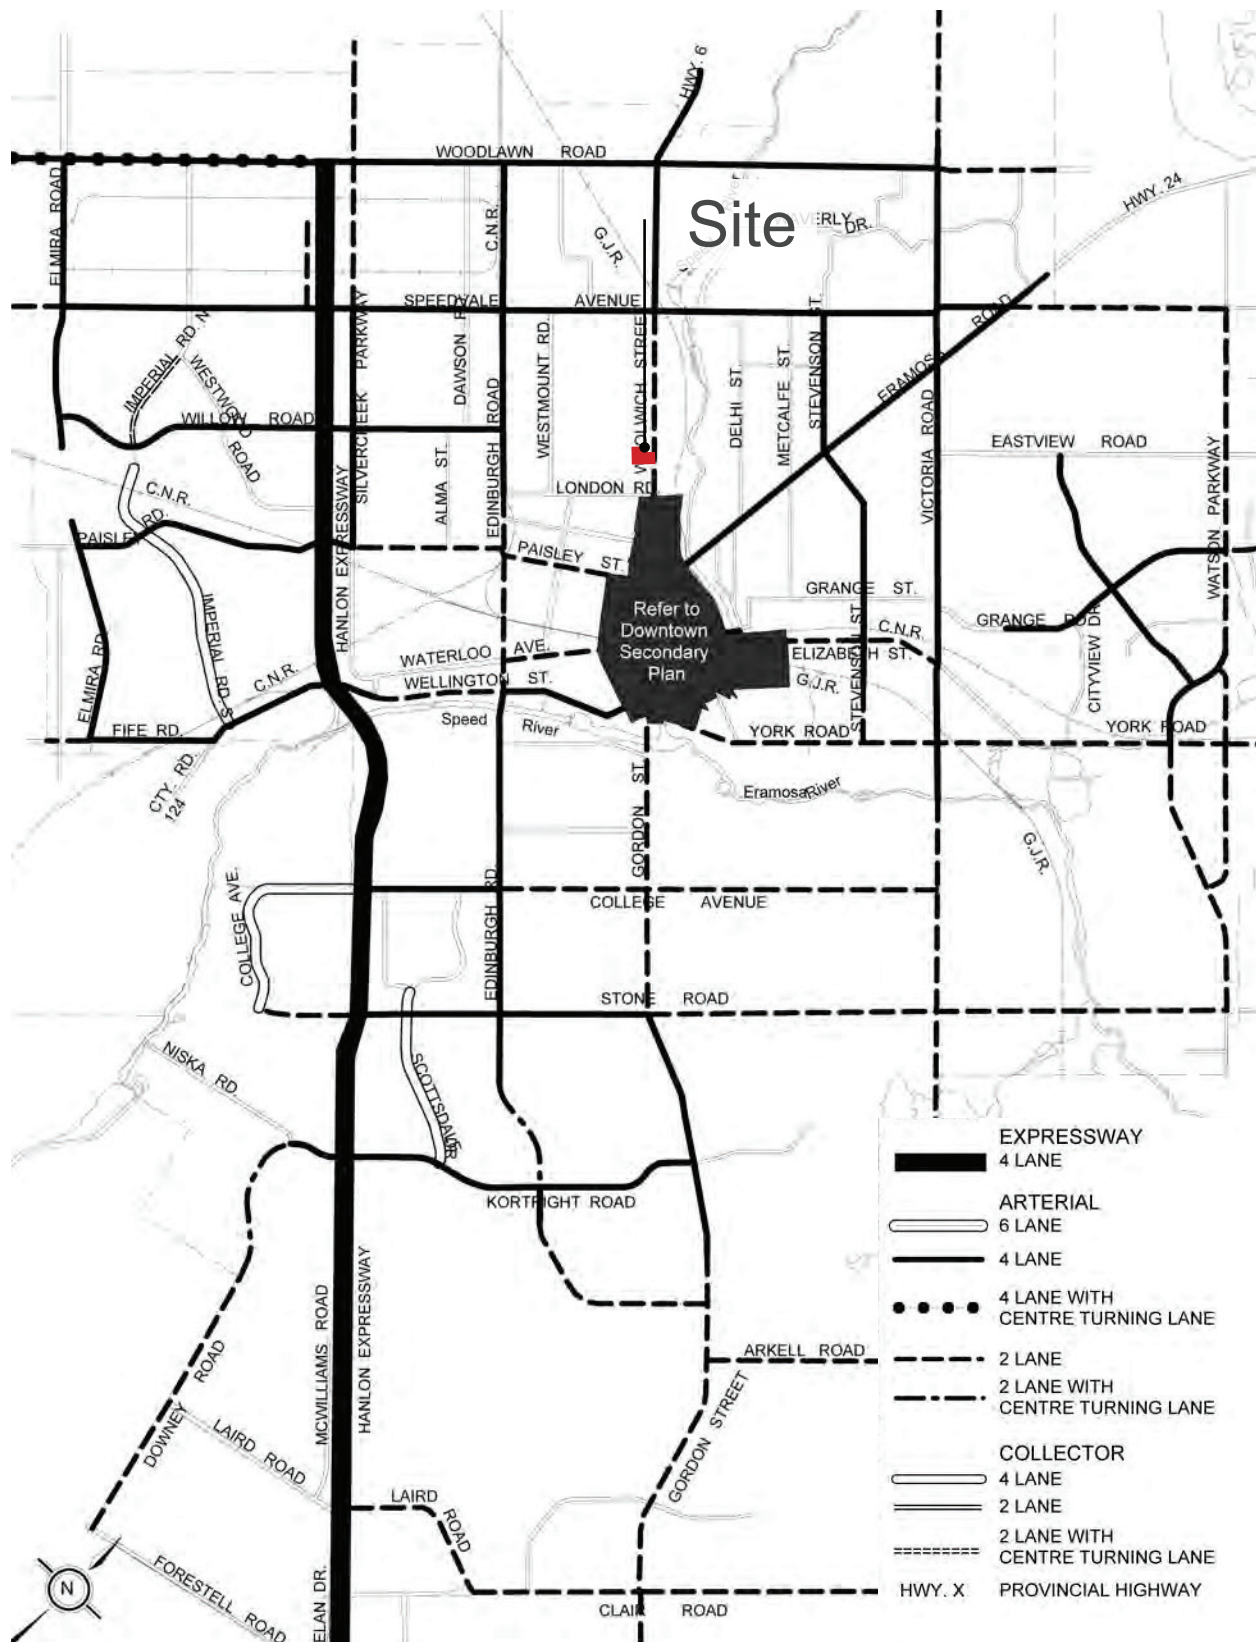 HWY. 6
WOODLAWN ROAD
Site
ELMIRA ROAD
C.N.R.
G.J.R.
River
VERLY DR.
HWY. 24
SPEEDVALE AVENUE
SILVERCREEK PARKWAY
IMPERIAL RD. N
WESTWOOD ROAD
DAWSON
WESTMOUNT RD.
DELHI ST.
METCALFE ST.
STEVENSON ST.
ERAMOSA ROAD
WILLOW ROAD
EDINBURGH ROAD
VICTORIA ROAD
EASTVIEW ROAD
WATSON PARKWAY
ALMA ST.
LONDON RD.
C.N.R.
PAISLEY RD.
HANLON EXPRESSWAY
PAISLEY ST.
GRANGE ST.
IMPERIAL RD. S
Refer to
Downtown
Secondary
Plan
C.N.R.
GRANGE
CITYVIEW DR.
ELIZABETH ST.
ELMIRA RD.
WATERLOO AVE.
C.N.R.
WELLINGTON ST.
G.J.R.
STEVENSON ST.
Speed River
FIFE RD.
YORK ROAD
YORK ROAD
CTY. RD.
124
GORDON ST.
Eramosa River
G.J.R.
COLLEGE AVE.
EDINBURGH RD.
COLLEGE AVENUE
STONE ROAD
NISKA RD.
SCOTTSDALE DR.
KORTRIGHT ROAD
MCWILLIAMS ROAD
HANLON EXPRESSWAY
DOWNEY ROAD
ARKELL ROAD
GORDON STREET
LAIRD ROAD
LAIRD ROAD
FORESTELL ROAD
ELAN DR.
CLAIR ROAD
N
EXPRESSWAY
4 LANE
ARTERIAL
6 LANE
4 LANE
4 LANE WITH
CENTRE TURNING LANE
2 LANE
2 LANE WITH
CENTRE TURNING LANE
COLLECTOR
4 LANE
2 LANE
2 LANE WITH
CENTRE TURNING LANE
HWY. X PROVINCIAL HIGHWAY